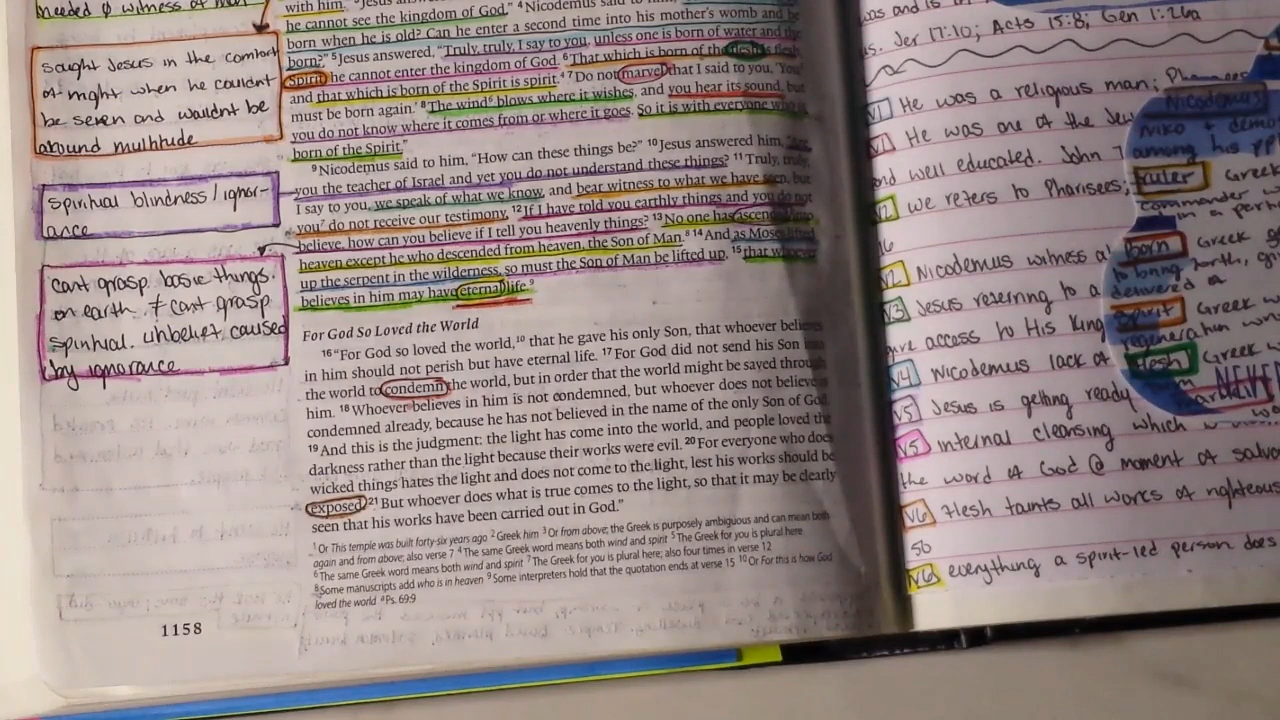 needed witness of
sought Jesus in the comfort
of night when he couldnt
be seen and wouldnt be
around multitude
Spiritual blindness/ignor-
ance
cant grasp basic things
on earth ≠ cant grasp
spiritual. unbelief caused
by ignorance
with him." Jesus
he cannot see the kingdom of God." 4 Nicodemus said to
born when he is old? Can he enter a second time into his mother's womb and be
born?" 5 Jesus answered, "Truly, truly, I say to you, unless one is born of water and the
Spirit he cannot enter the kingdom of God. 6 That which is born of the flesh is flesh,
and that which is born of the Spirit is spirit. 4 7 Do not marvel that I said to you, 'You
must be born again.' 8 The wind 6 blows where it wishes, and you hear its sound, but
you do not know where it comes from or where it goes. So it is with everyone who is
born of the Spirit."
9 Nicodemus said to him, "How can these things be?" 10 Jesus answered him, "Are
you the teacher of Israel and yet you do not understand these things? 11 Truly, truly,
I say to you, we speak of what we know, and bear witness to what we have seen, but
you 7 do not receive our testimony. 12 If I have told you earthly things and you do not
believe, how can you believe if I tell you heavenly things? 13 No one has ascended into
heaven except he who descended from heaven, the Son of Man. 8 14 And as Moses lifted
up the serpent in the wilderness, so must the Son of Man be lifted up, 15 that whoever
believes in him may have eternal life. 9
For God So Loved the World
16 "For God so loved the world, 10 that he gave his only Son, that whoever believes
in him should not perish but have eternal life. 17 For God did not send his Son into
the world to condemn the world, but in order that the world might be saved through
him. 18 Whoever believes in him is not condemned, but whoever does not believe is
condemned already, because he has not believed in the name of the only Son of God.
19 And this is the judgment: the light has come into the world, and people loved the
darkness rather than the light because their works were evil. 20 For everyone who does
wicked things hates the light and does not come to the light, lest his works should be
exposed. 21 But whoever does what is true comes to the light, so that it may be clearly
seen that his works have been carried out in God."
1 Or This temple was built forty-six years ago 2 Greek him 3 Or from above; the Greek is purposely ambiguous and can mean both
again and from above; also verse 7 4 The same Greek word means both wind and spirit 5 The Greek for you is plural here
6 The same Greek word means both wind and spirit 7 The Greek for you is plural here; also four times in verse 12
8 Some manuscripts add who is in heaven 9 Some interpreters hold that the quotation ends at verse 15 10 Or For this is how God
loved the world d Ps. 69:9
1158
was and is in
Jer 17:10; Acts 15:8; Gen 1:26a
V1 He was a religious man; Pharisees
V1 He was one of the Jew
and well educated. John 7
V2 we refers to Pharisees;
16
V2 Nicodemus witness a
V3 Jesus referring to a
give access to His King
V4 Nicodemus lack of
V5 Jesus is getting ready
V5 internal cleansing which
the word of God @ moment of salva
V6 Flesh taints all works of righteous
5b
V6 everything a spirit-led person does
Nicodemus
niko + demo
among his ppl
ruler Greek
commander
in a part
Born Greek
to bring forth,
delivered of
Spirit Greek
regeneration
Flesh Greek
NEVER